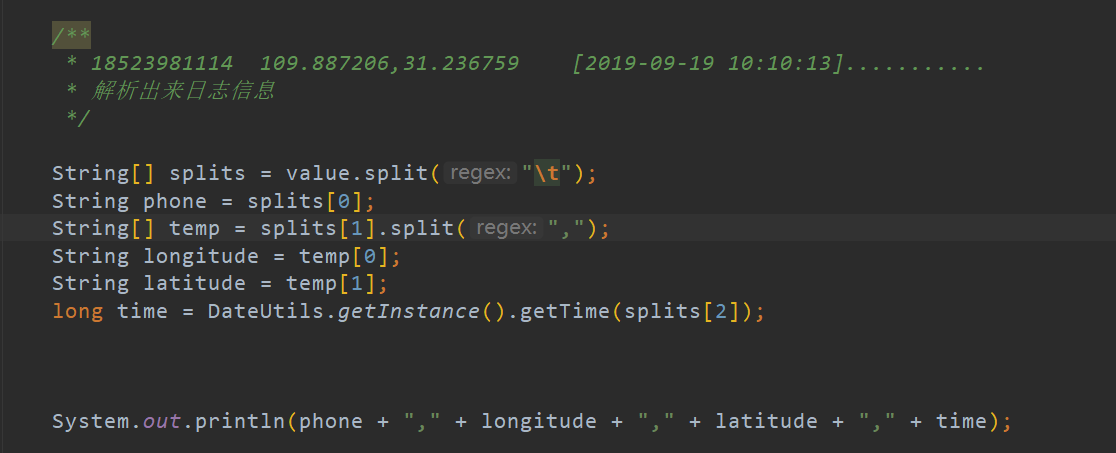 /**
* 18523981114  109.887206,31.236759    [2019-09-19 10:10:13]...........
* 解析出来日志信息
*/
String[] splits = value.split( regex: "\t");
String phone = splits[0];
String[] temp = splits[1].split( regex: ",");
String longitude = temp[0];
String latitude = temp[1];
long time = DateUtils.getInstance().getTime(splits[2]);
System.out.println(phone + "," + longitude + "," + latitude + "," + time);